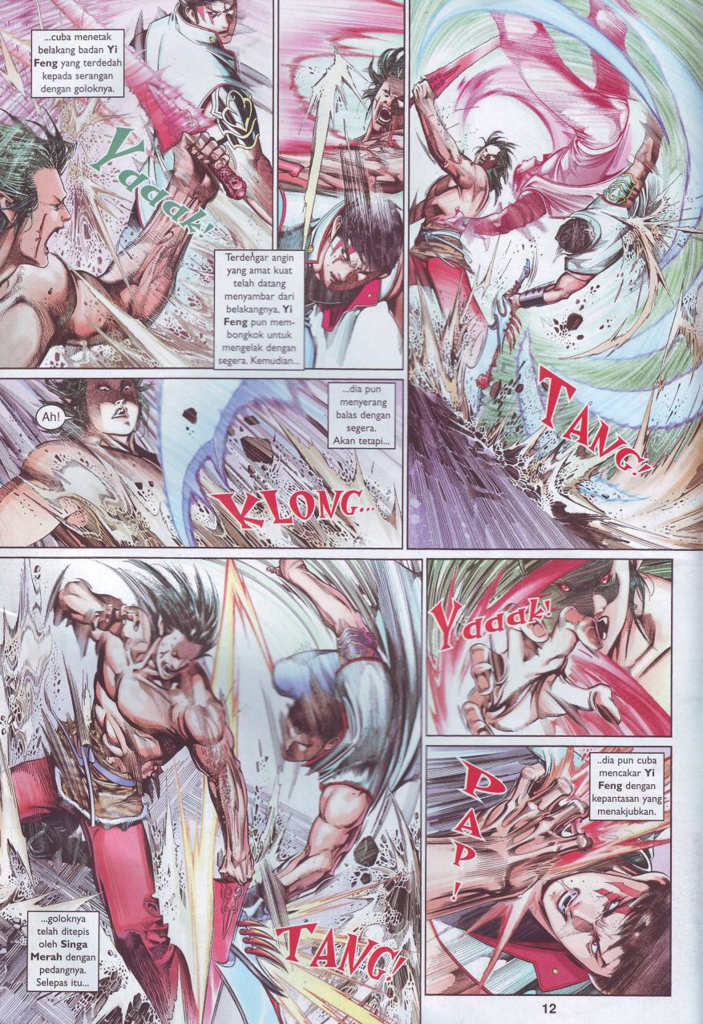 ...cuba menetak
belakang badan Yi
Feng yang terdedah
kepada serangan
dengan goloknya.
Yaaak!
Terdengar angin
yang amat kuat
telah datang
menyambar dari
belakangnya. Yi
Feng pun mem-
bongkok untuk
mengelak dengan
segera. Kemudian...
TANG!
Ah!
...dia pun
menyerang
balas dengan
segera.
Akan tetapi...
KLONG...
...goloknya
telah ditepis
oleh Singa
Merah dengan
pedangnya.
Selepas itu...
TANG!
Yaaak!
..dia pun cuba
mencakar Yi
Feng dengan
kepantasan yang
menakjubkan.
PAP!
12